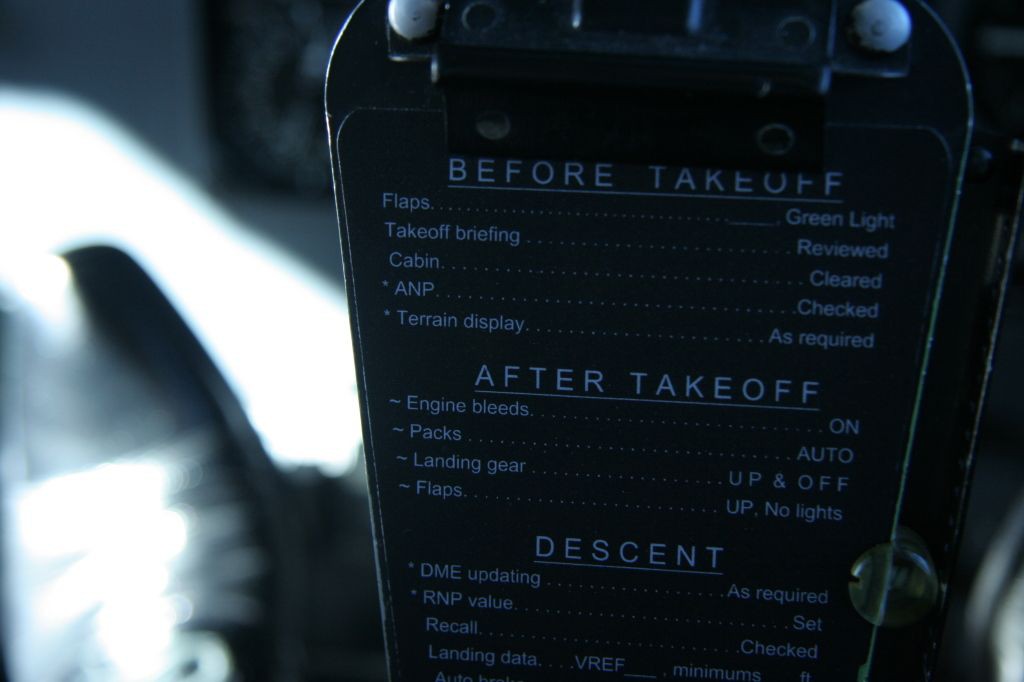 BEFORE TAKEOFF
Flaps..............................____, Green Light
Takeoff briefing..............................Reviewed
Cabin..............................Cleared
* ANP..............................Checked
* Terrain display..............................As required
AFTER TAKEOFF
~ Engine bleeds..............................ON
~ Packs..............................AUTO
~ Landing gear..............................UP & OFF
~ Flaps..............................UP, No lights
DESCENT
* DME updating..............................As required
* RNP value..............................Set
Recall..............................Checked
Landing data....VREF___, minimums___ft
Auto